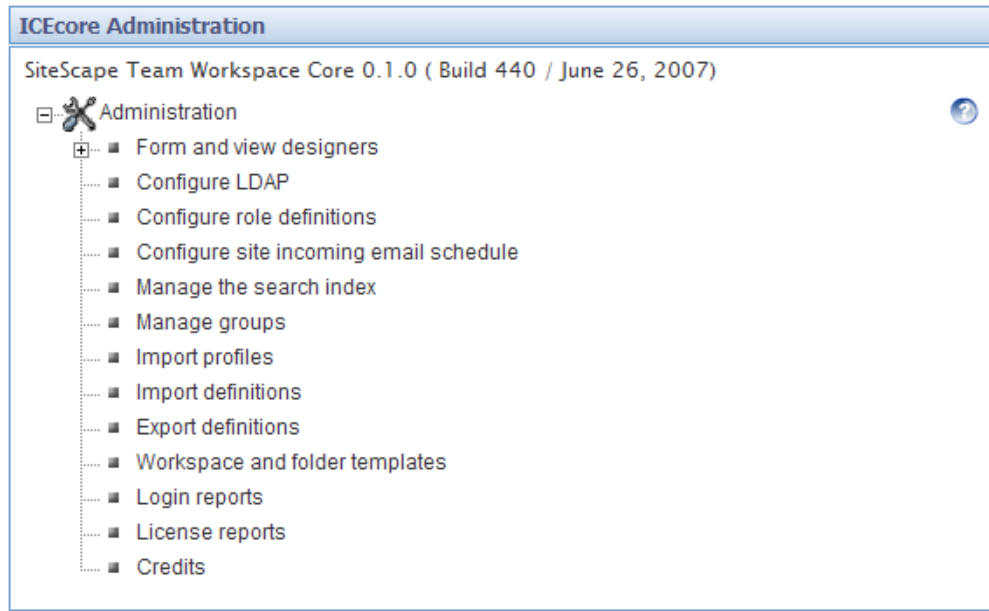 ICEcore Administration
SiteScape Team Workspace Core 0.1.0 ( Build 440 / June 26, 2007)
Administration
Form and view designers
Configure LDAP
Configure role definitions
Configure site incoming email schedule
Manage the search index
Manage groups
Import profiles
Import definitions
Export definitions
Workspace and folder templates
Login reports
License reports
Credits